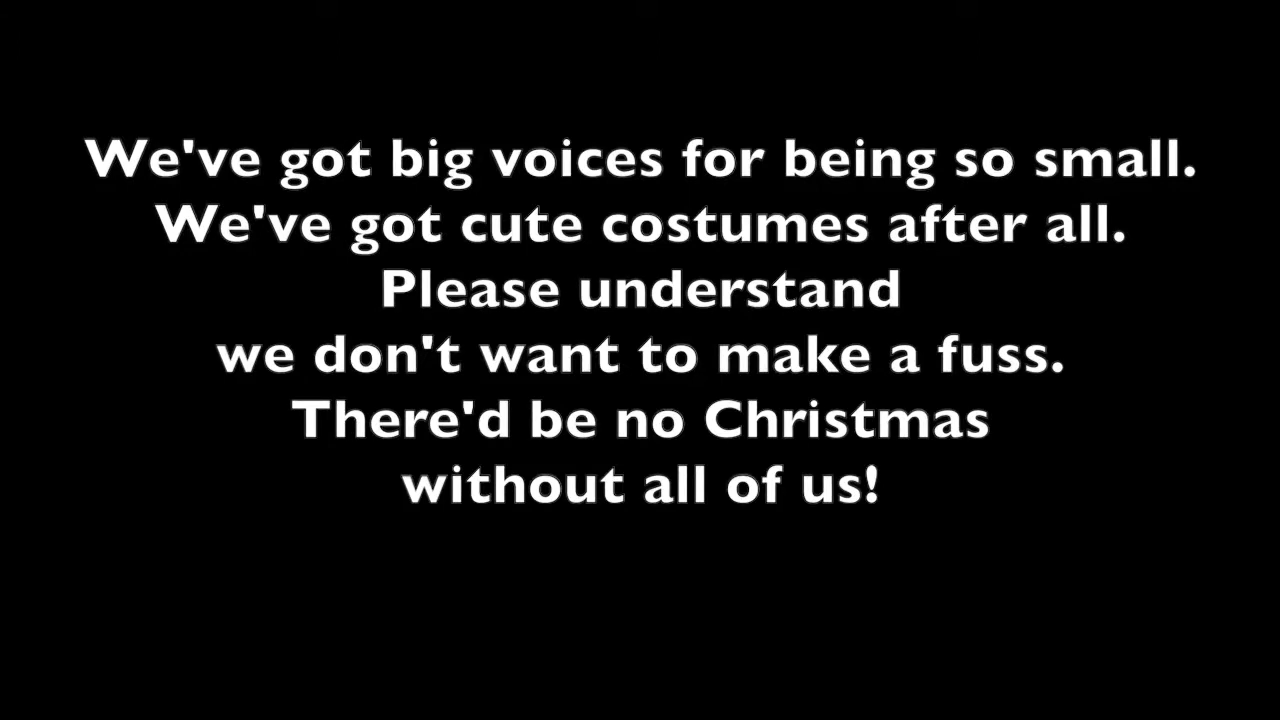 We've got big voices for being so small.
We've got cute costumes after all.
Please understand
we don't want to make a fuss.
There'd be no Christmas
without all of us!